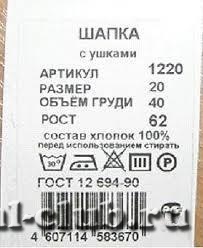 ШАПКА
с ушками
АРТИКУЛ 1220
РАЗМЕР 20
ОБЪЁМ ГРУДИ 40
РОСТ 62
состав хлопок 100%
перед использованием стирать
ГОСТ 12 694-90
4 607114 583670